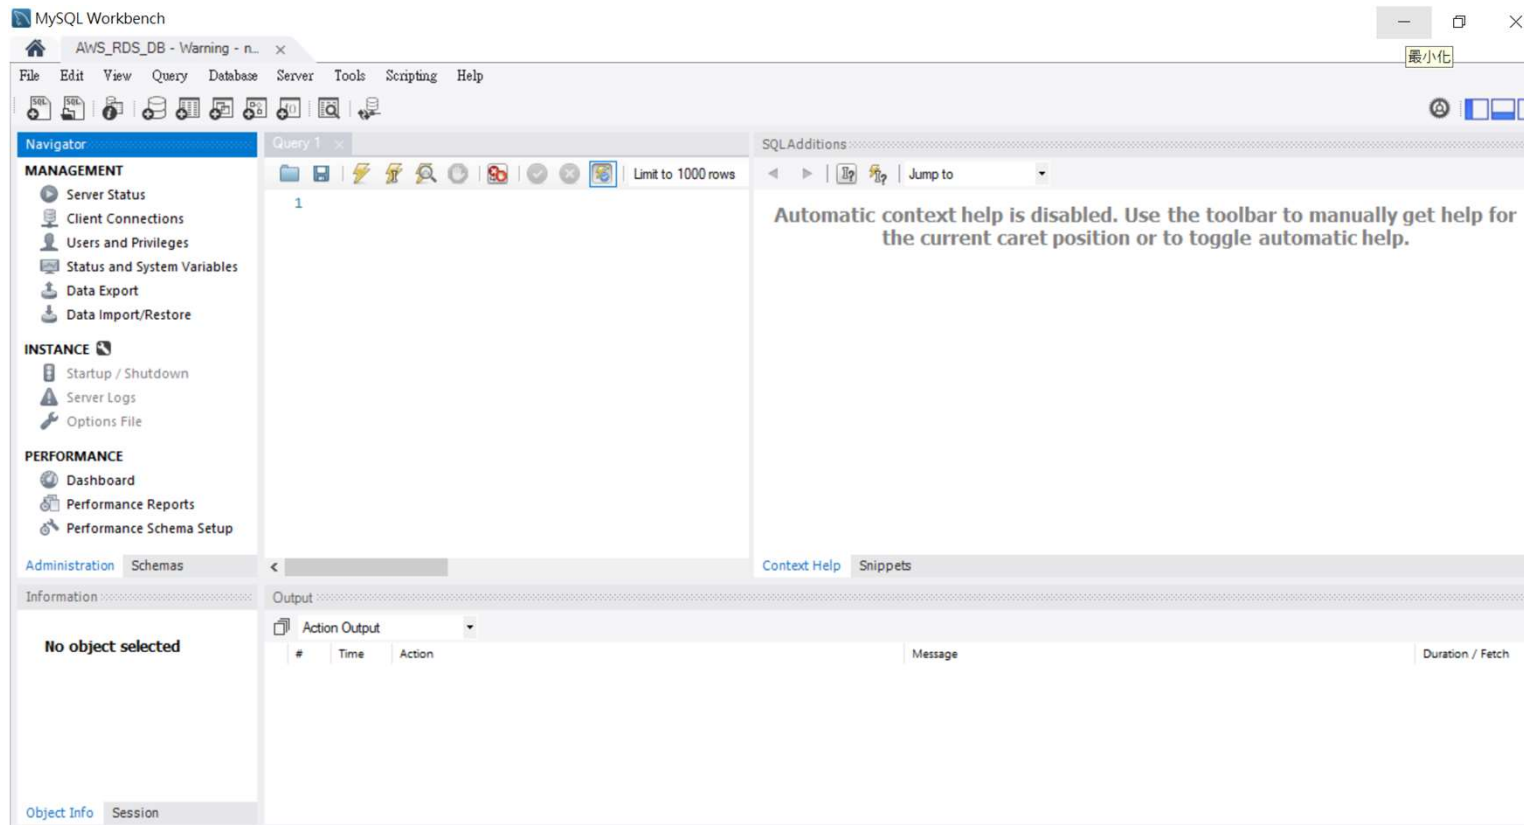 MySQL Workbench
AWS_RDS_DB - Warning - n...
最小化
File Edit View Query Database Server Tools Scripting Help
Navigator
MANAGEMENT
Server Status
Client Connections
Users and Privileges
Status and System Variables
Data Export
Data Import/Restore
INSTANCE
Startup / Shutdown
Server Logs
Options File
PERFORMANCE
Dashboard
Performance Reports
Performance Schema Setup
Administration Schemas
Query 1
Limit to 1000 rows
1
SQLAdditions
Jump to
Automatic context help is disabled. Use the toolbar to manually get help for
the current caret position or to toggle automatic help.
Context Help Snippets
Information
No object selected
Object Info Session
Output
Action Output
# Time Action Message Duration / Fetch